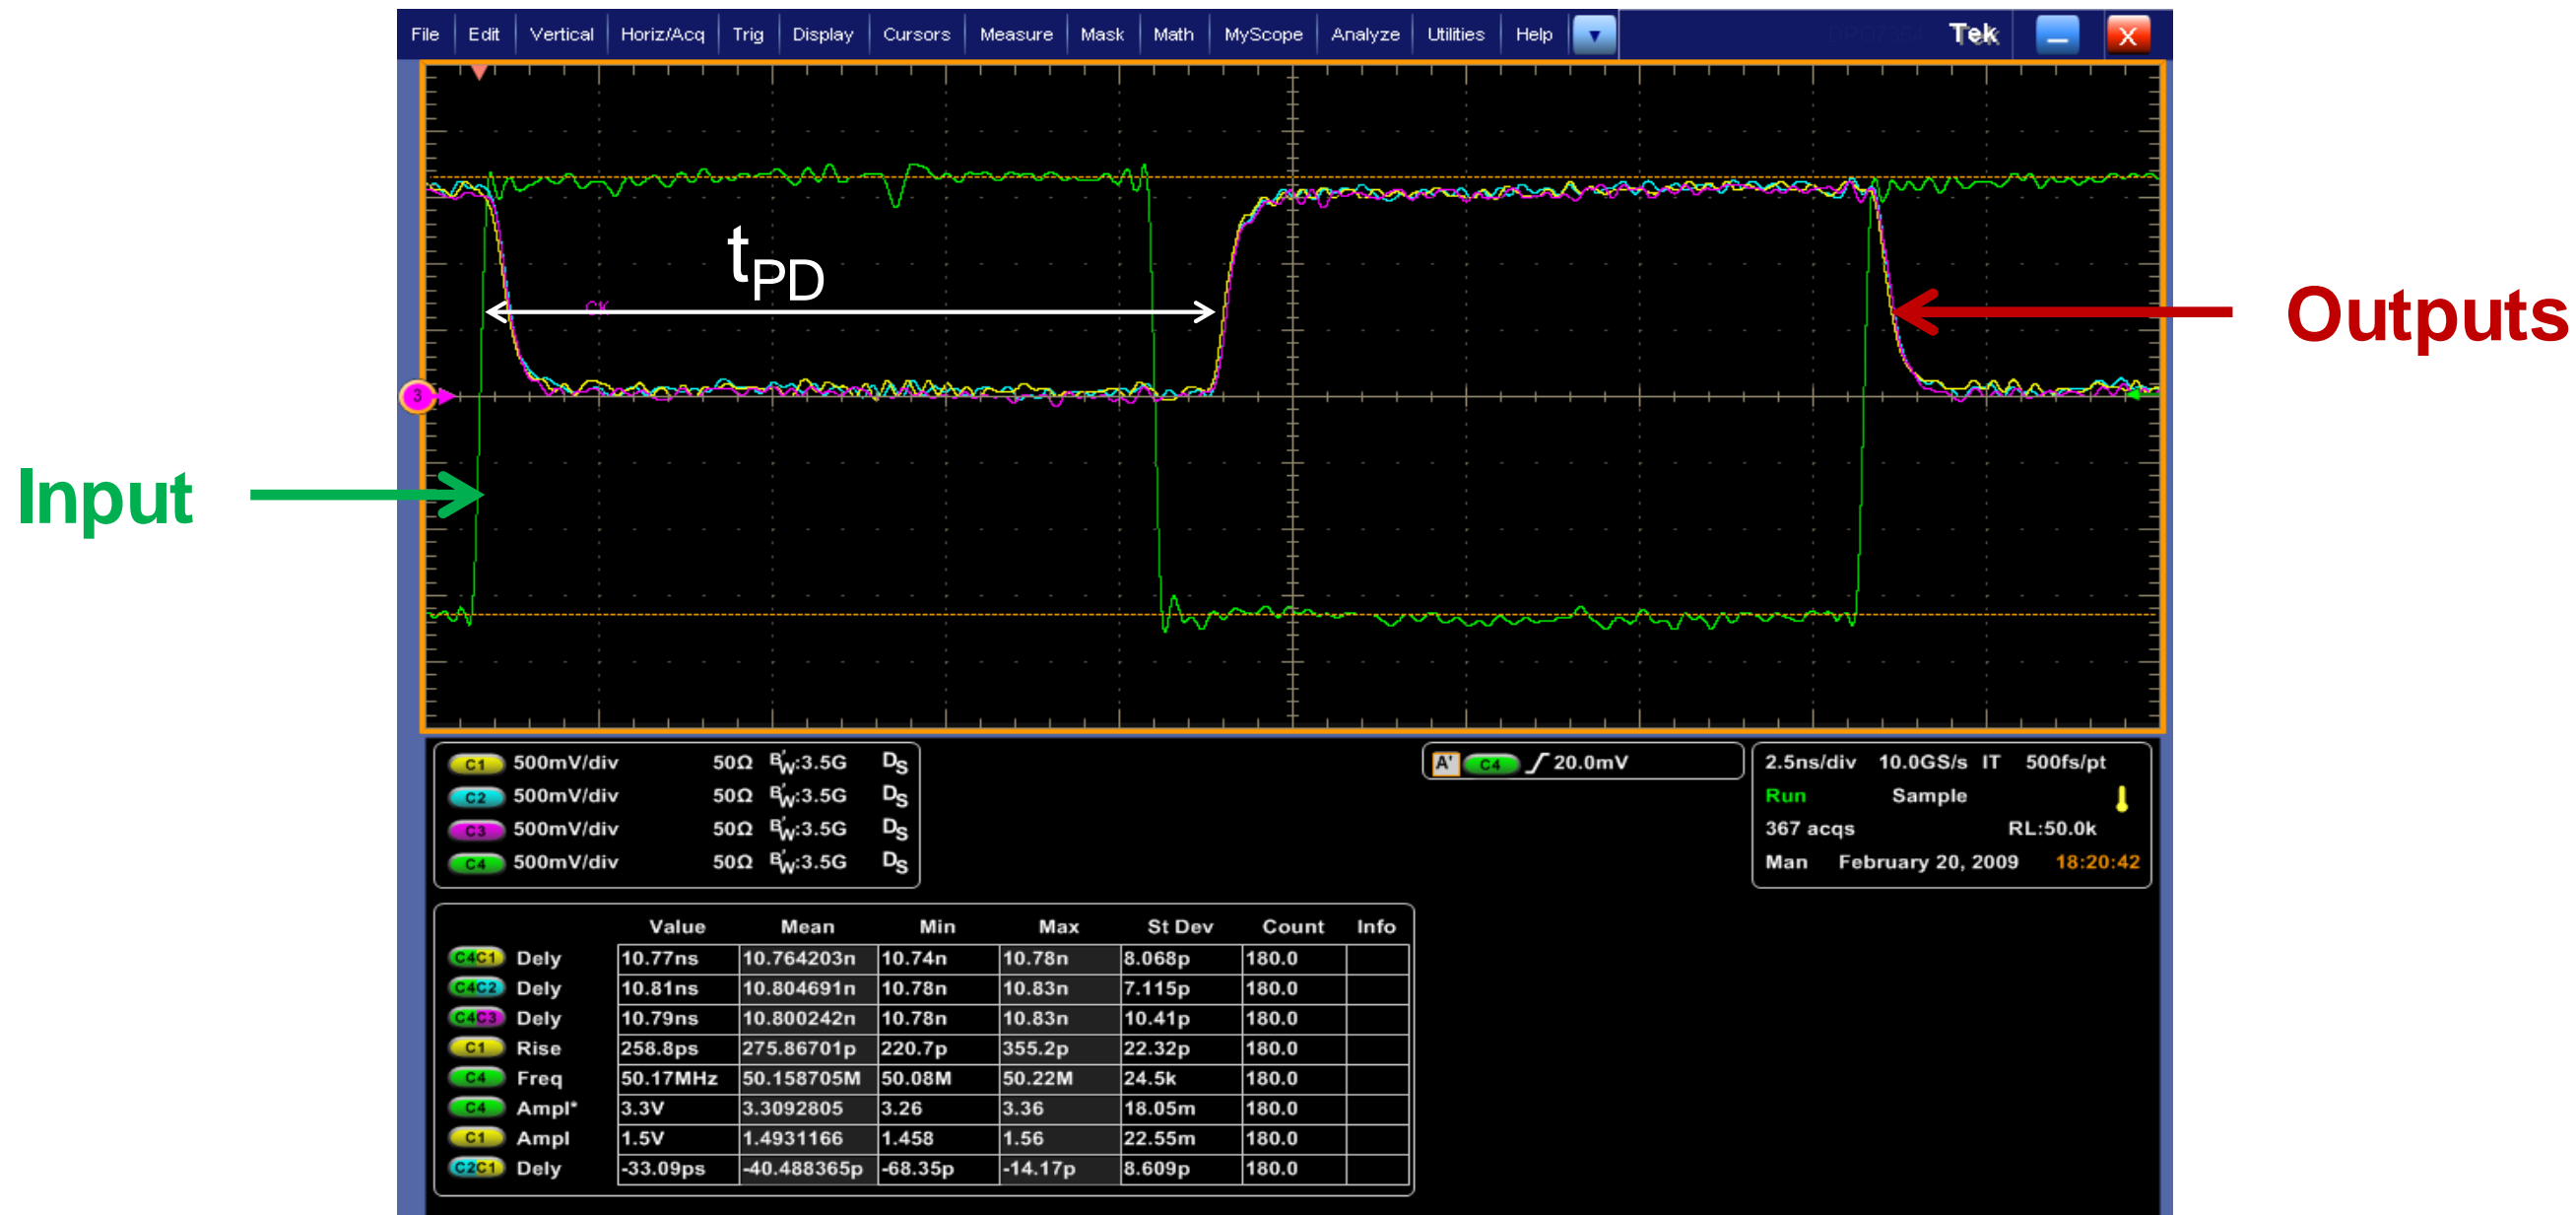 File Edit Vertical Horiz/Acq Trig Display Cursors Measure Mask Math MyScope Analyze Utilities Help Tek X
tPD
Outputs
3
Input
C1 500mV/div 50Ω BW:3.5G DS
C2 500mV/div 50Ω BW:3.5G DS
C3 500mV/div 50Ω BW:3.5G DS
C4 500mV/div 50Ω BW:3.5G DS
A' C4 20.0mV
2.5ns/div 10.0GS/s IT 500fs/pt
Run Sample
367 acqs RL:50.0k
Man February 20, 2009 18:20:42
Value Mean Min Max St Dev Count Info
C4C1 Dely 10.77ns 10.764203n 10.74n 10.78n 8.068p 180.0
C4C2 Dely 10.81ns 10.804691n 10.78n 10.83n 7.115p 180.0
C4C3 Dely 10.79ns 10.800242n 10.78n 10.83n 10.41p 180.0
C1 Rise 258.8ps 275.86701p 220.7p 355.2p 22.32p 180.0
C4 Freq 50.17MHz 50.158705M 50.08M 50.22M 24.5k 180.0
C4 Ampl* 3.3V 3.3092805 3.26 3.36 18.05m 180.0
C1 Ampl 1.5V 1.4931166 1.458 1.56 22.55m 180.0
C2C1 Dely -33.09ps -40.488365p -68.35p -14.17p 8.609p 180.0